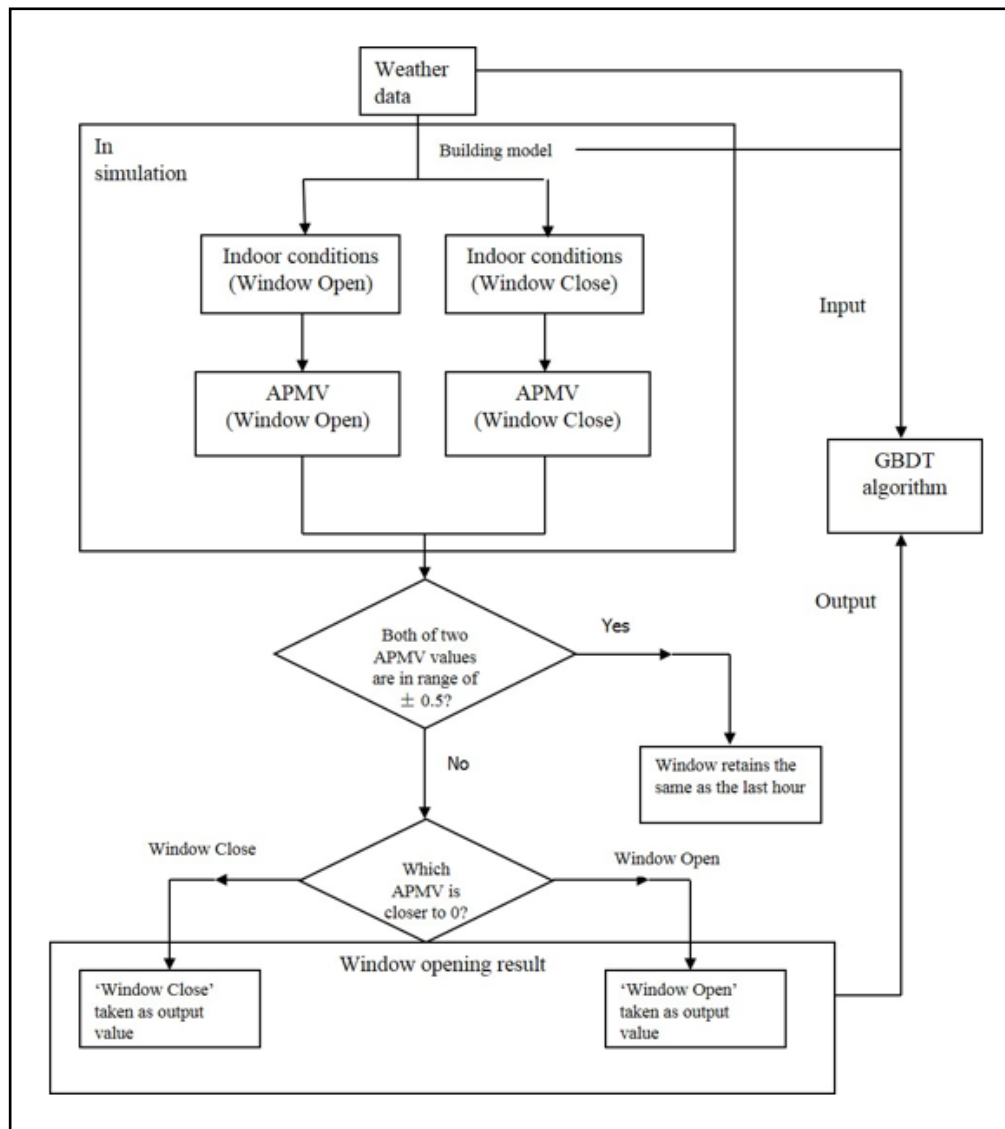 Weather
data
In
simulation
Building model
Indoor conditions
(Window Open)
Indoor conditions
(Window Close)
Input
APMV
(Window Open)
APMV
(Window Close)
GBDT
algorithm
Output
Both of two
APMV values
are in range of
± 0.5?
Yes
No
Window retains the
same as the last hour
Window Close
Which
APMV is
closer to 0?
Window Open
Window opening result
‘Window Close’
taken as output
value
‘Window Open’
taken as output
value